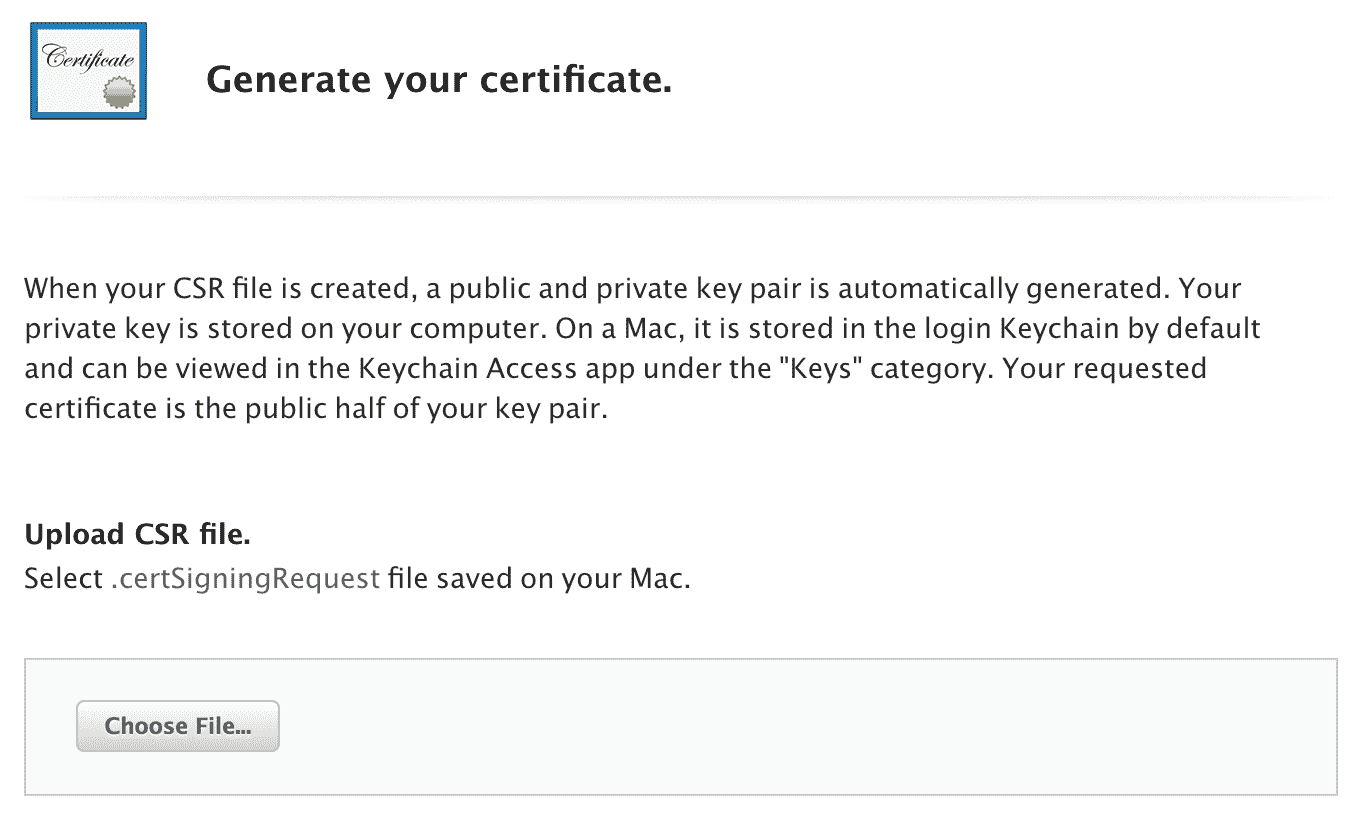 Certificate
Generate your certificate.
When your CSR file is created, a public and private key pair is automatically generated. Your
private key is stored on your computer. On a Mac, it is stored in the login Keychain by default
and can be viewed in the Keychain Access app under the "Keys" category. Your requested
certificate is the public half of your key pair.
Upload CSR file.
Select .certSigningRequest file saved on your Mac.
Choose File...